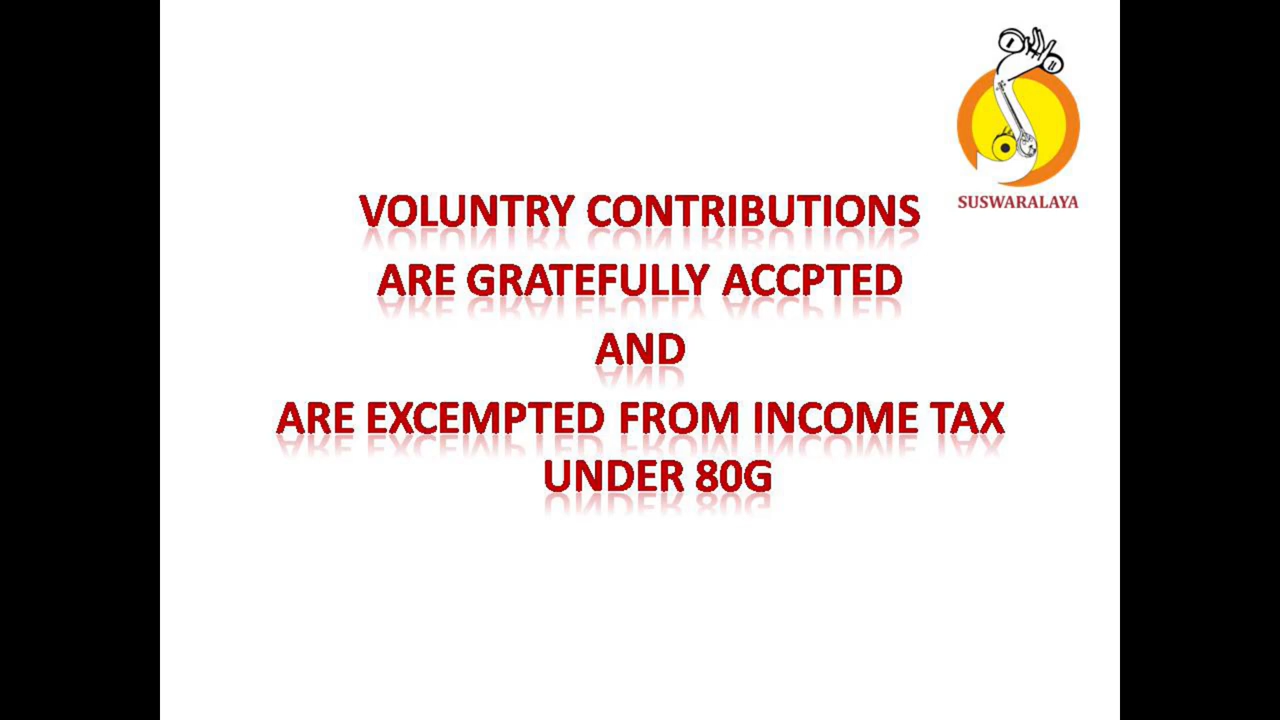 SUSWARALAYA
VOLUNTRY CONTRIBUTIONS
ARE GRATEFULLY ACCPTED
AND
ARE EXCEMPTED FROM INCOME TAX
UNDER 80G